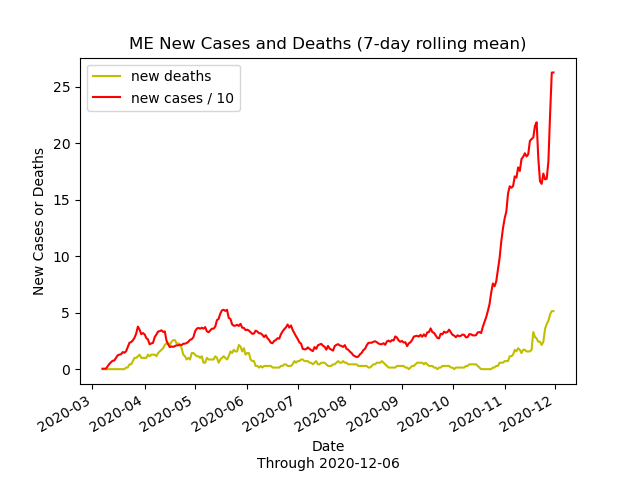 ME New Cases and Deaths (7-day rolling mean)
new deaths
new cases / 10
New Cases or Deaths
25
20
15
10
5
0
2020-03
2020-04
2020-05
2020-06
2020-07
2020-08
2020-09
2020-10
2020-11
2020-12
Date
Through 2020-12-06